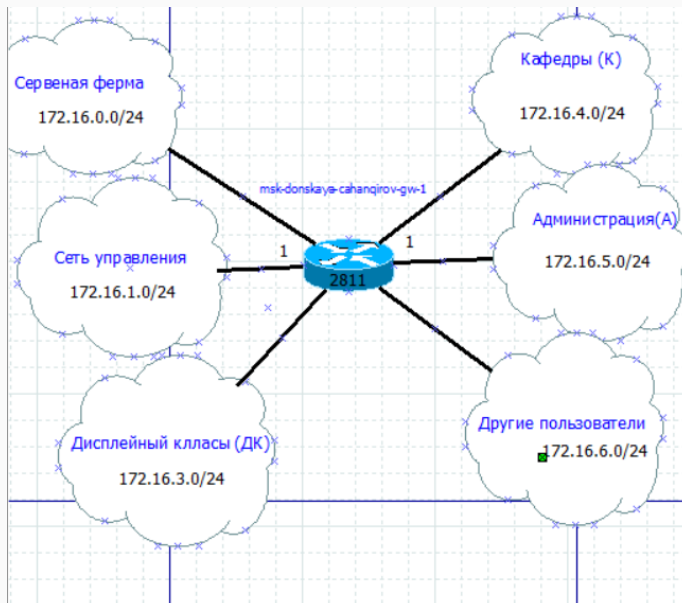 Сервеная ферма
172.16.0.0/24
Кафедры (К)
172.16.4.0/24
msk-donskaya-cahanqirov-gw-1
Сеть управления
172.16.1.0/24
1
1
2811
Администрация(А)
172.16.5.0/24
Дисплейный клласы (ДК)
172.16.3.0/24
Другие пользователи
172.16.6.0/24